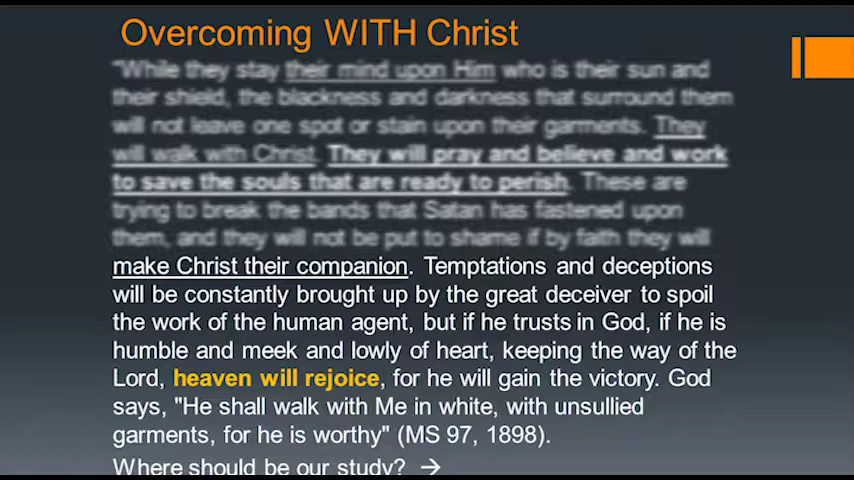 Overcoming WITH Christ
"While they stay their mind upon Him who is their sun and
their shield, the blackness and darkness that surround them
will not leave one spot or stain upon their garments. They
will walk with Christ. They will pray and believe and work
to save the souls that are ready to perish. These are
trying to break the bands that Satan has fastened upon
them, and they will not be put to shame if by faith they will
make Christ their companion. Temptations and deceptions
will be constantly brought up by the great deceiver to spoil
the work of the human agent, but if he trusts in God, if he is
humble and meek and lowly of heart, keeping the way of the
Lord, heaven will rejoice, for he will gain the victory. God
says, "He shall walk with Me in white, with unsullied
garments, for he is worthy" (MS 97, 1898).
Where should be our study? →